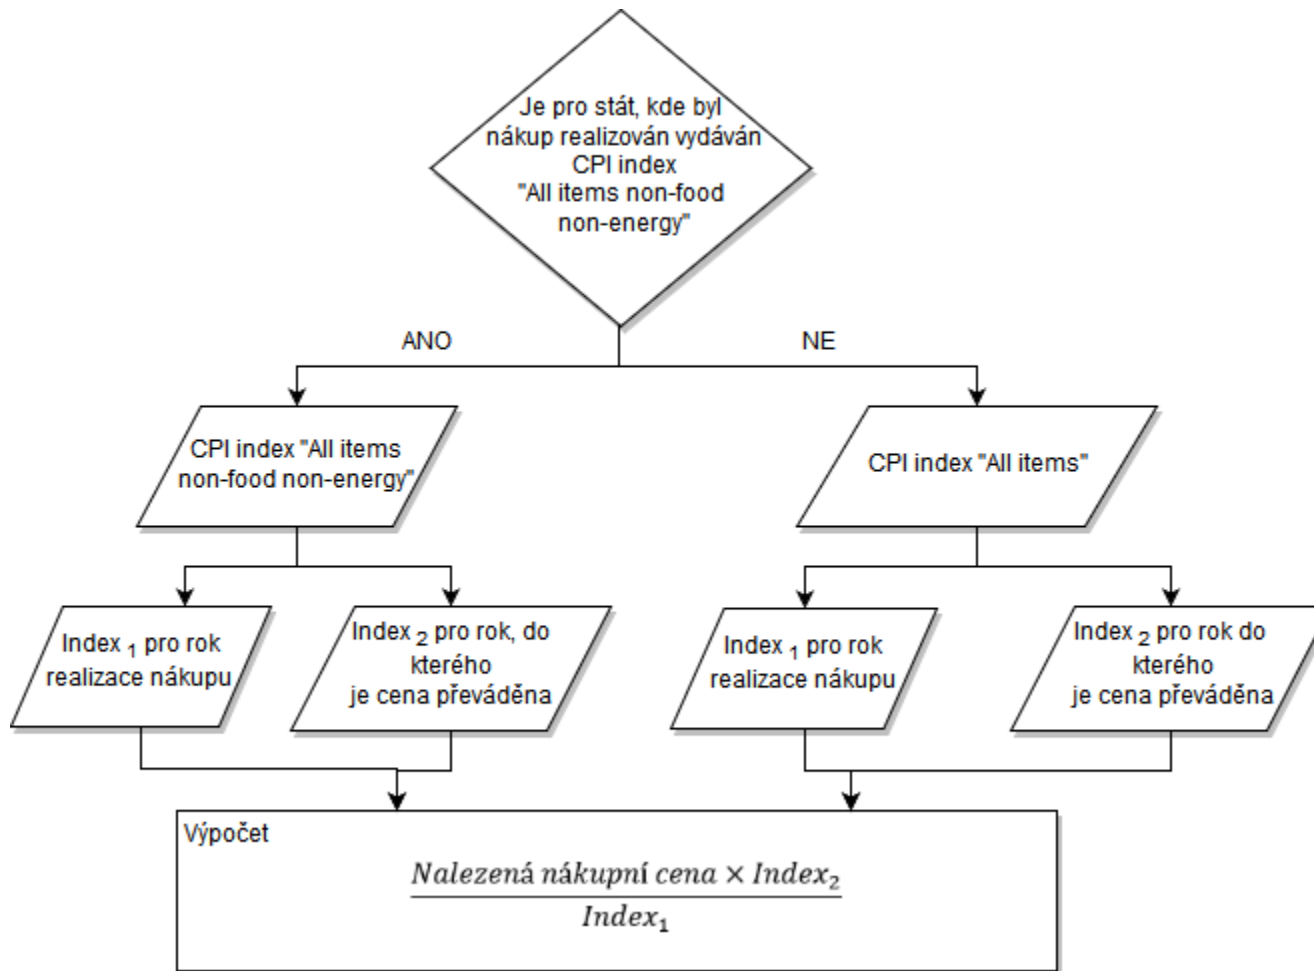 Je pro stát, kde byl
nákup realizován vydáván
CPI index
"All items non-food
non-energy"
ANO
NE
CPI index "All items
non-food non-energy"
CPI index "All items"
Index 1 pro rok
realizace nákupu
Index 2 pro rok, do
kterého
je cena převáděna
Index 1 pro rok
realizace nákupu
Index 2 pro rok do
kterého
je cena převáděna
Výpočet
Nalezená nákupní cena × Index2
Index1